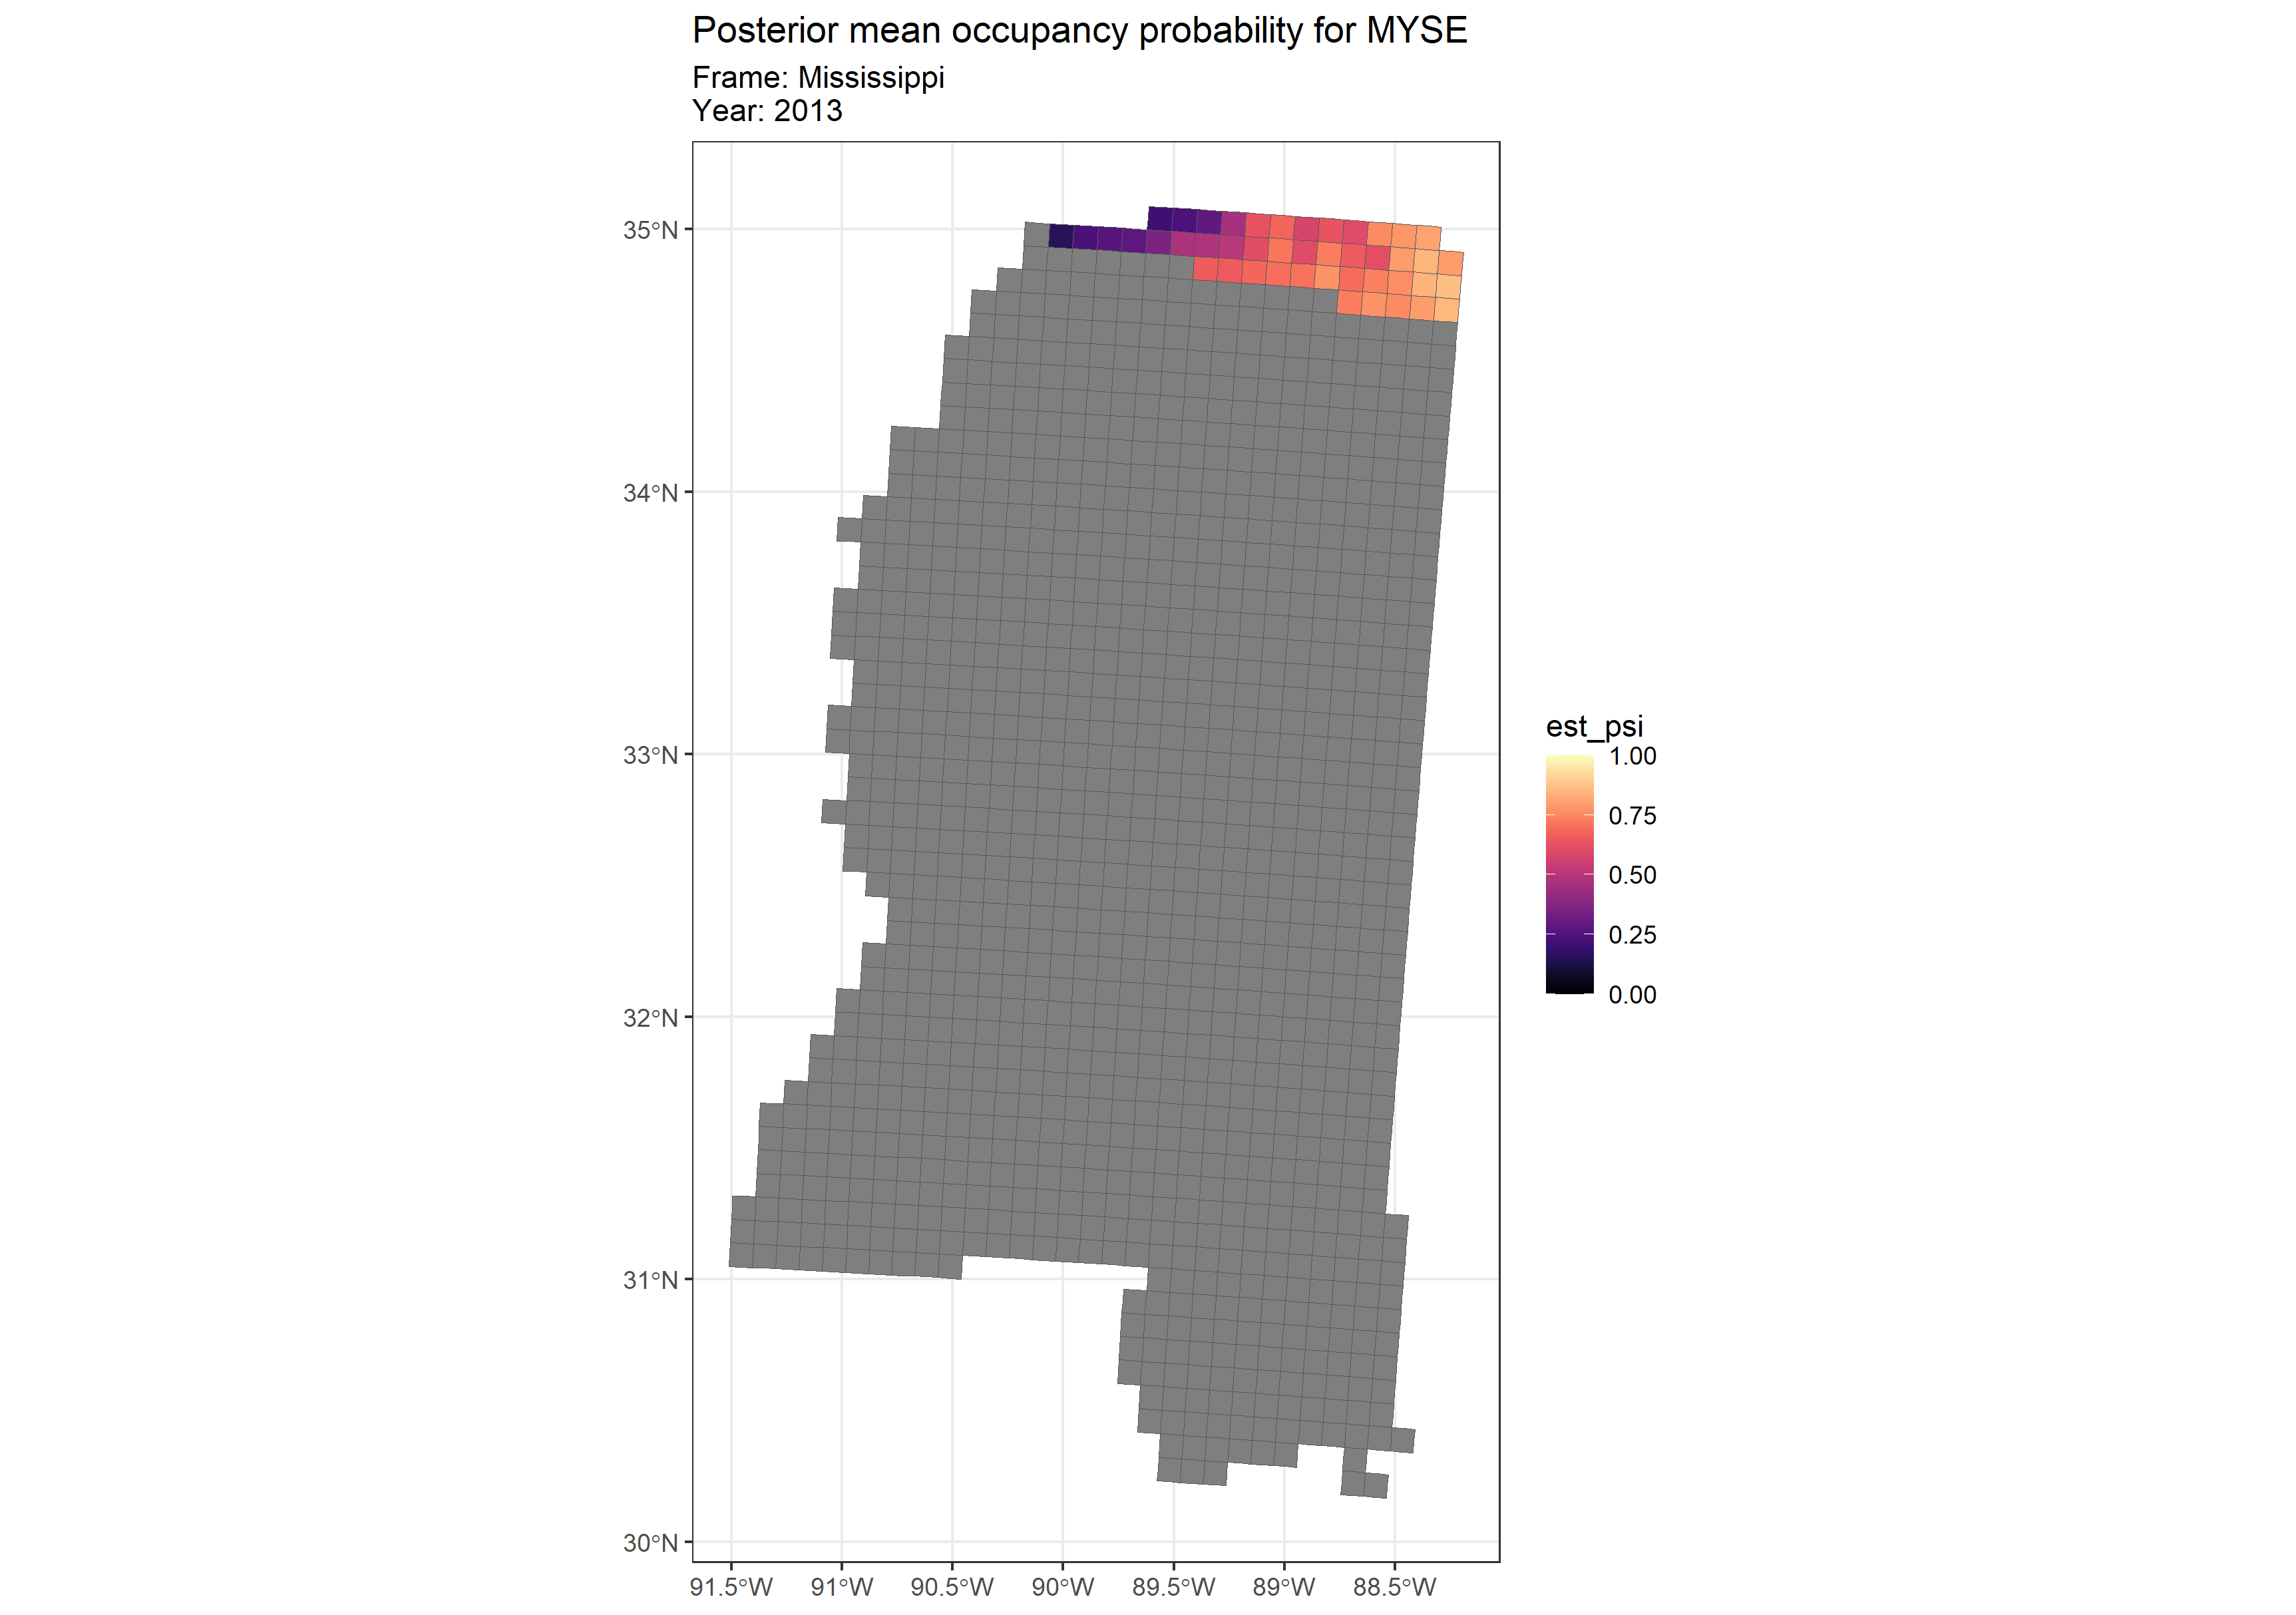 Posterior mean occupancy probability for MYSE
Frame: Mississippi
Year: 2013
35°N
34°N
33°N
32°N
31°N
30°N
91.5°W
91°W
90.5°W
90°W
89.5°W
89°W
88.5°W
est_psi
1.00
0.75
0.50
0.25
0.00